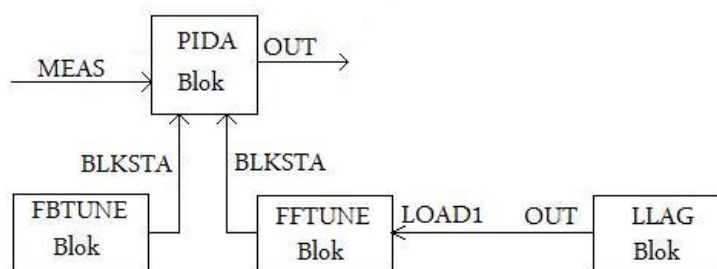 PIDA
Blok
MEAS
OUT
BLKSTA
BLKSTA
FBTUNE
Blok
FFTUNE
Blok
LOAD1
OUT
LLAG
Blok